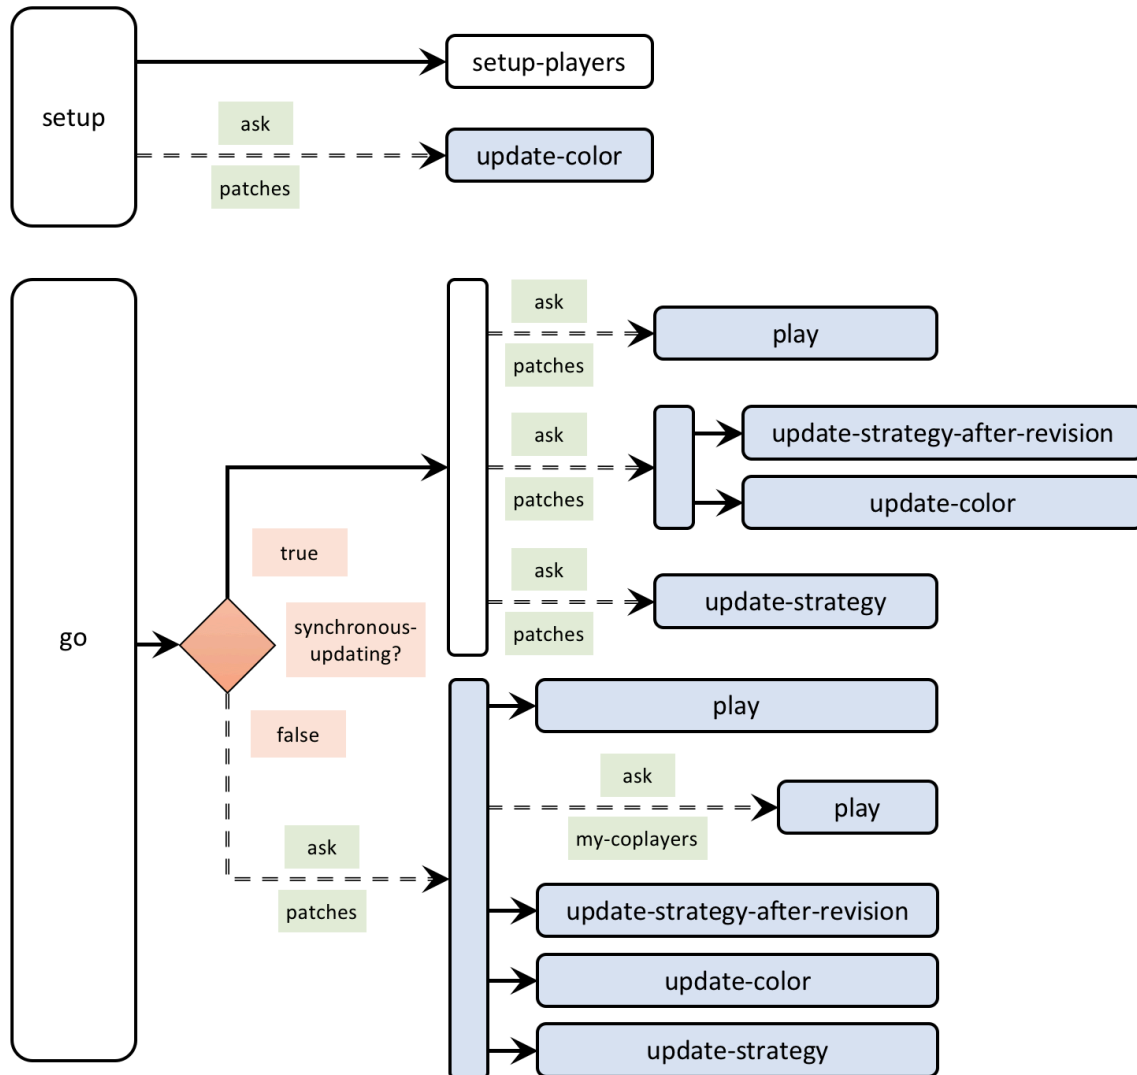 setup
setup-players
ask
patches
update-color
go
synchronous-
updating?
true
ask
patches
play
ask
patches
update-strategy-after-revision
update-color
ask
patches
update-strategy
false
ask
patches
play
ask
my-coplayers
play
update-strategy-after-revision
update-color
update-strategy